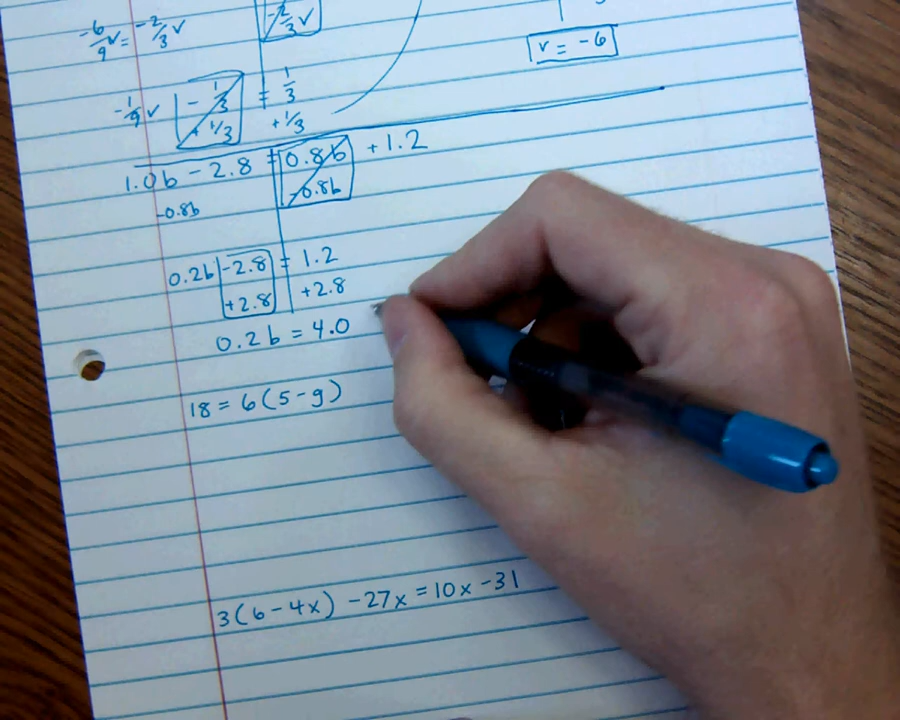 -6/9 v = -2/3 v
-2/3 v
v = -6
-1/9 v - 1/3 = 1/3
+ 1/3 + 1/3
1.0b - 2.8 = 0.8b + 1.2
-0.8b -0.8b
0.2b -2.8 = 1.2
+2.8 +2.8
0.2b = 4.0
18 = 6(5-g)
3(6-4x) -27x = 10x -31